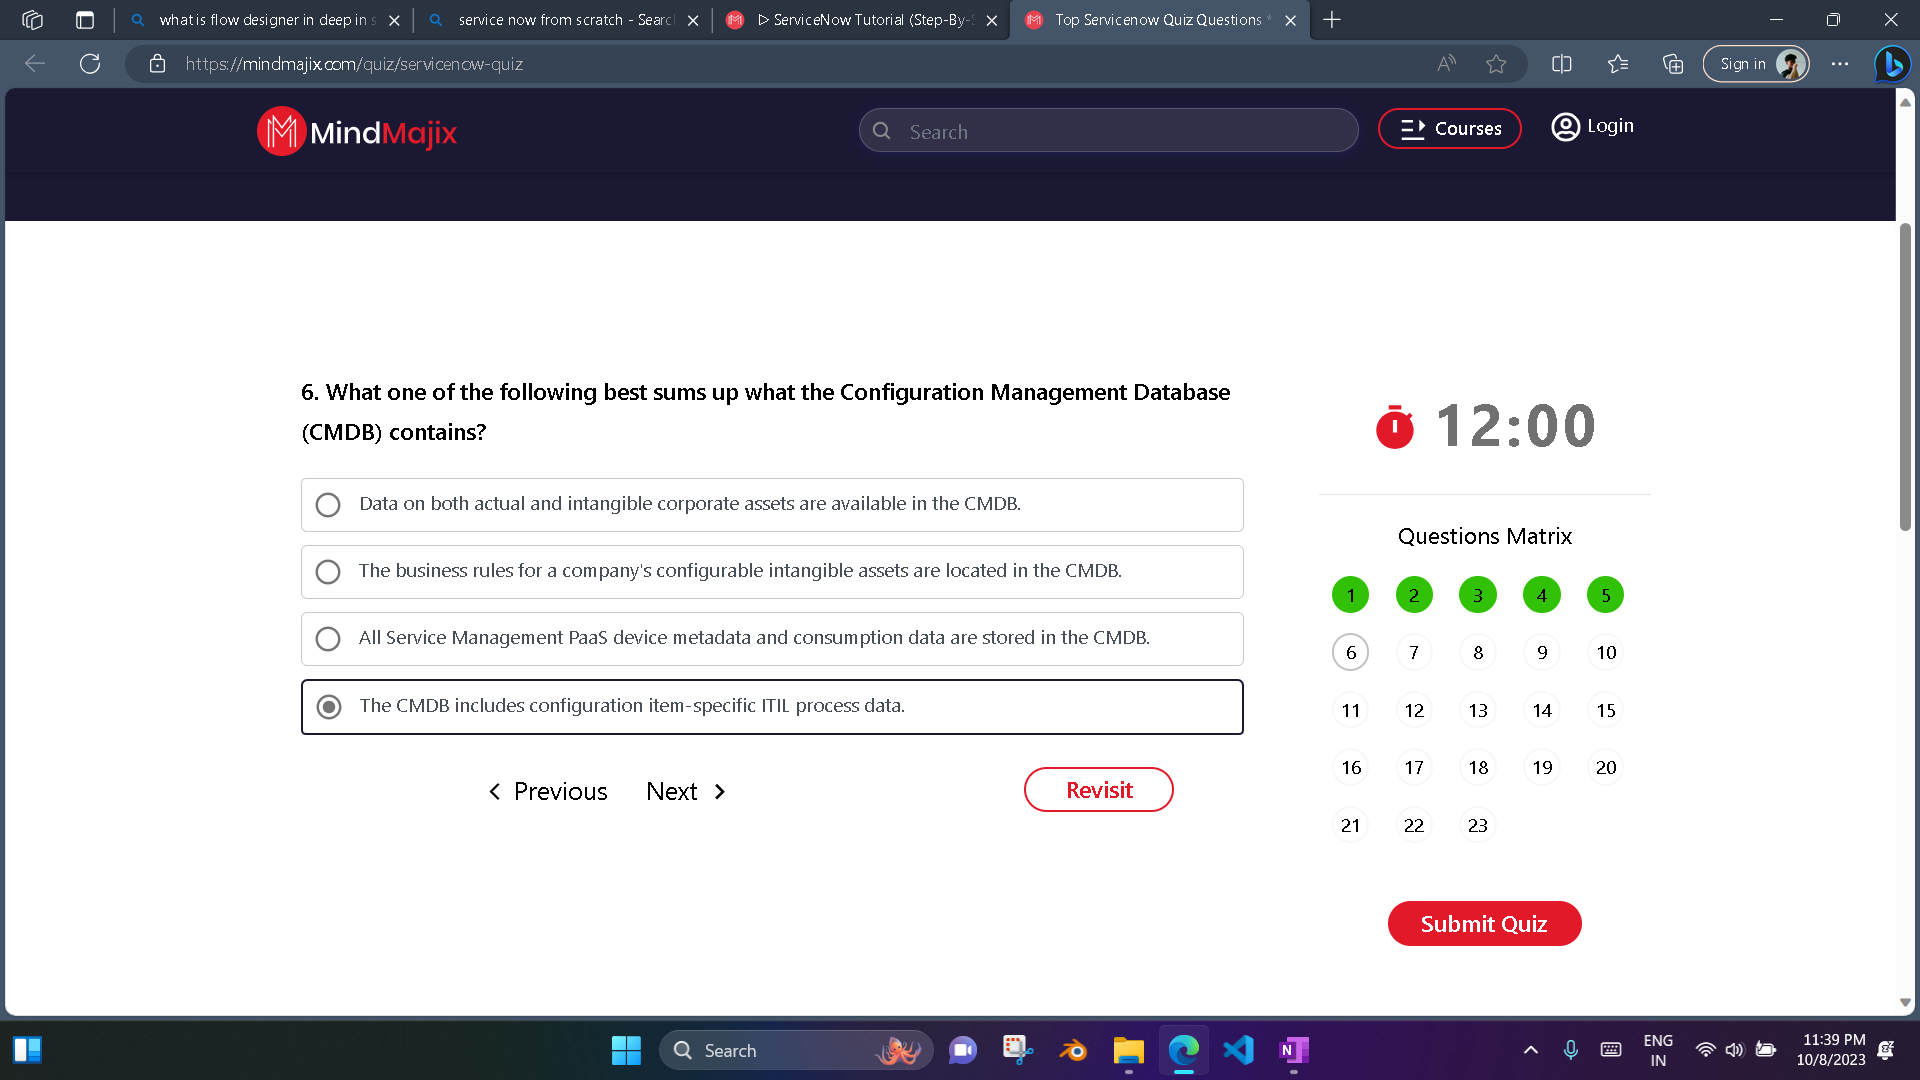 what is flow designer in deep in s
service now from scratch - Searc
ᐅ ServiceNow Tutorial (Step-By-S
Top Servicenow Quiz Questions *
https://mindmajix.com/quiz/servicenow-quiz
Sign in
MindMajix
Search
Courses
Login
6. What one of the following best sums up what the Configuration Management Database
(CMDB) contains?
Data on both actual and intangible corporate assets are available in the CMDB.
The business rules for a company's configurable intangible assets are located in the CMDB.
All Service Management PaaS device metadata and consumption data are stored in the CMDB.
The CMDB includes configuration item-specific ITIL process data.
< Previous
Next >
Revisit
12:00
Questions Matrix
1 2 3 4 5
6 7 8 9 10
11 12 13 14 15
16 17 18 19 20
21 22 23
Submit Quiz
Search
ENG
IN
11:39 PM
10/8/2023